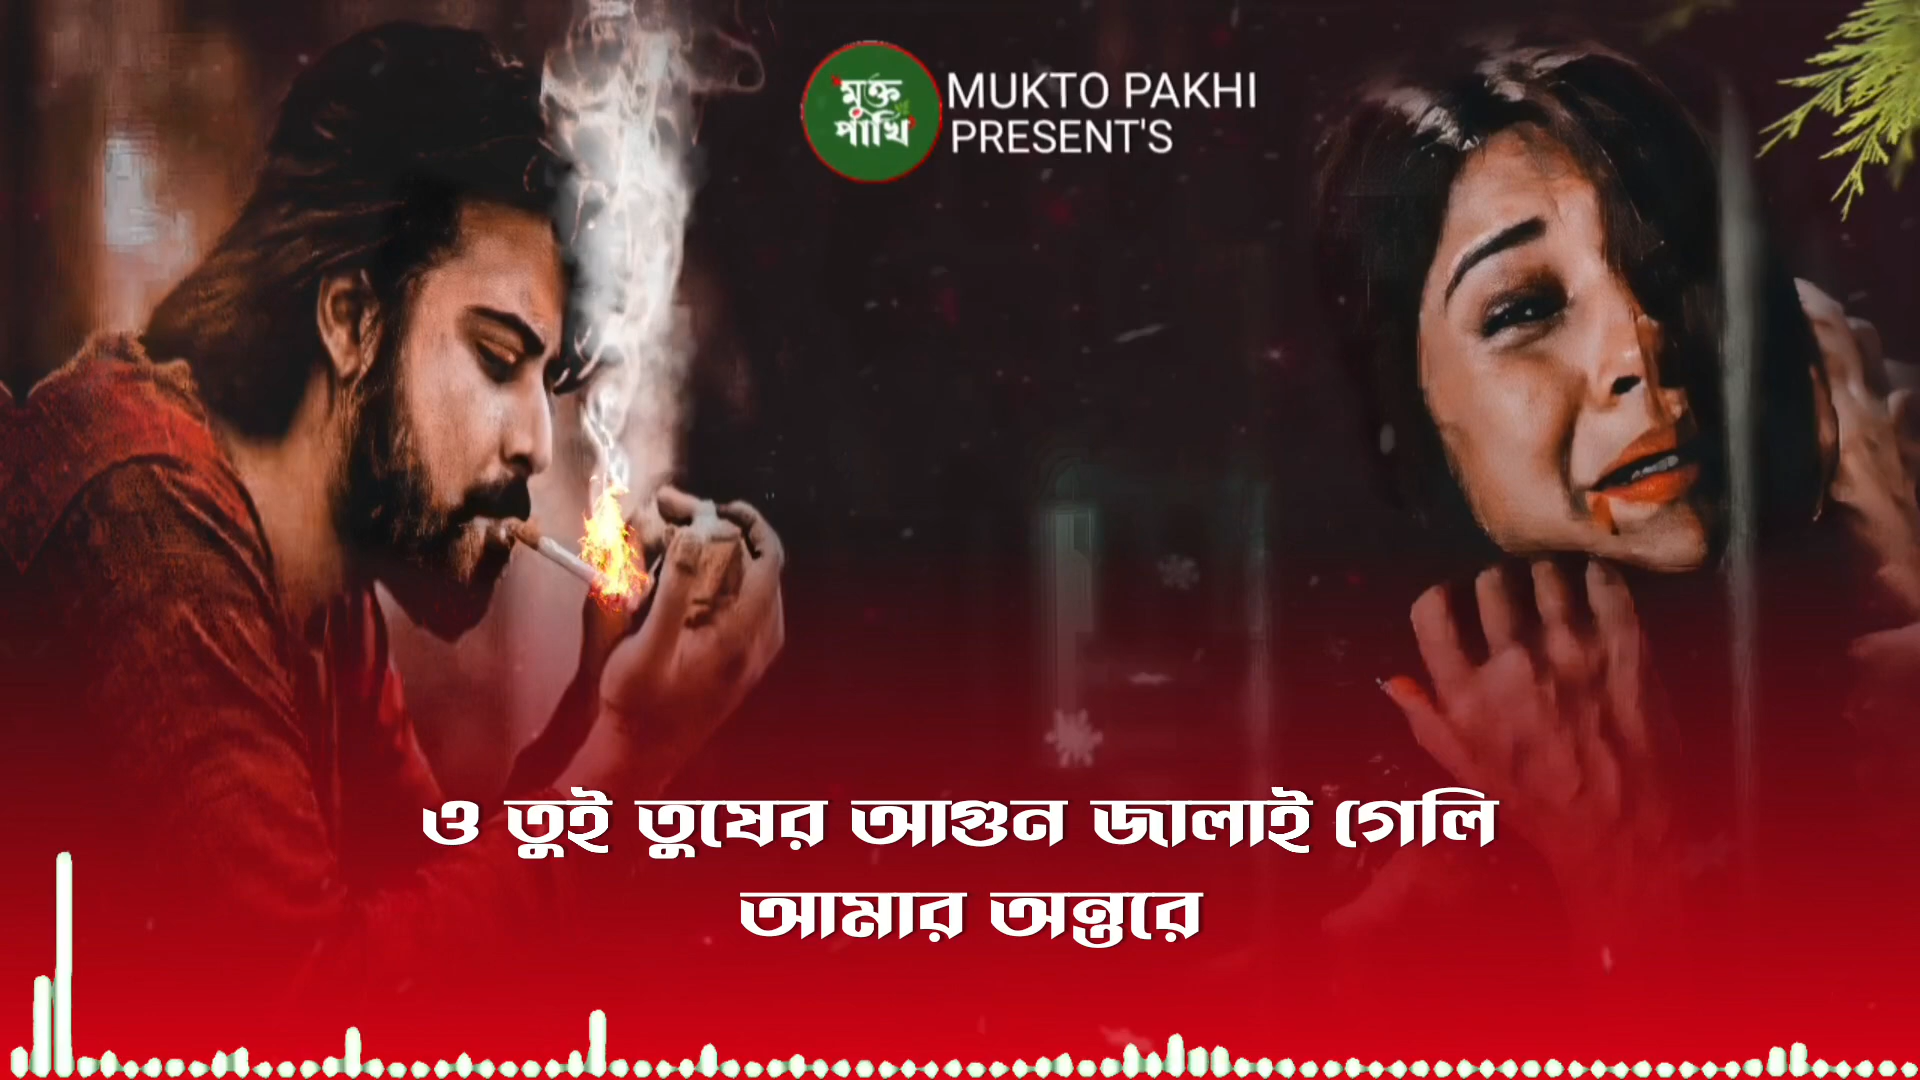 মুক্ত
পাখি
MUKTO PAKHI
PRESENT'S
ও তুই তুষের আগুন জালাই গেলি
আমার অন্তরে